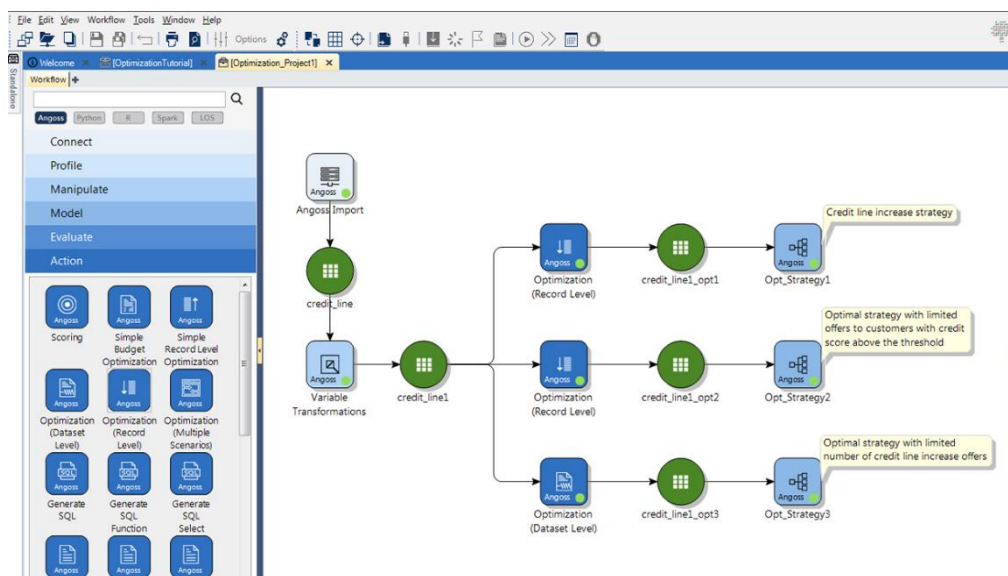 File Edit View Workflow Tools Window Help
Options
Standalone
Welcome
[OptimizationTutorial]
[Optimization_Project1]
Workflow
Angoss Python R Spark LOS
Connect
Profile
Manipulate
Model
Evaluate
Action
Angoss Angoss Angoss
Scoring
Simple
Budget
Optimization
Simple
Record Level
Optimization
Angoss Angoss Angoss
Optimization
(Dataset
Level)
Optimization
(Record
Level)
Optimization
(Multiple
Scenarios)
SQL SQL SQL
Angoss Angoss Angoss
Generate
SQL
Generate
SQL
Function
Generate
SQL
Select
Angoss Angoss Angoss
Angoss
Angoss Import
credit_line
Angoss
Variable
Transformations
credit_line1
Angoss
Optimization
(Record Level)
credit_line1_opt1
Angoss
Opt_Strategy1
Credit line increase strategy
Angoss
Optimization
(Record Level)
credit_line1_opt2
Angoss
Opt_Strategy2
Optimal strategy with limited
offers to customers with credit
score above the threshold
Angoss
Optimization
(Dataset Level)
credit_line1_opt3
Angoss
Opt_Strategy3
Optimal strategy with limited
number of credit line increase offers